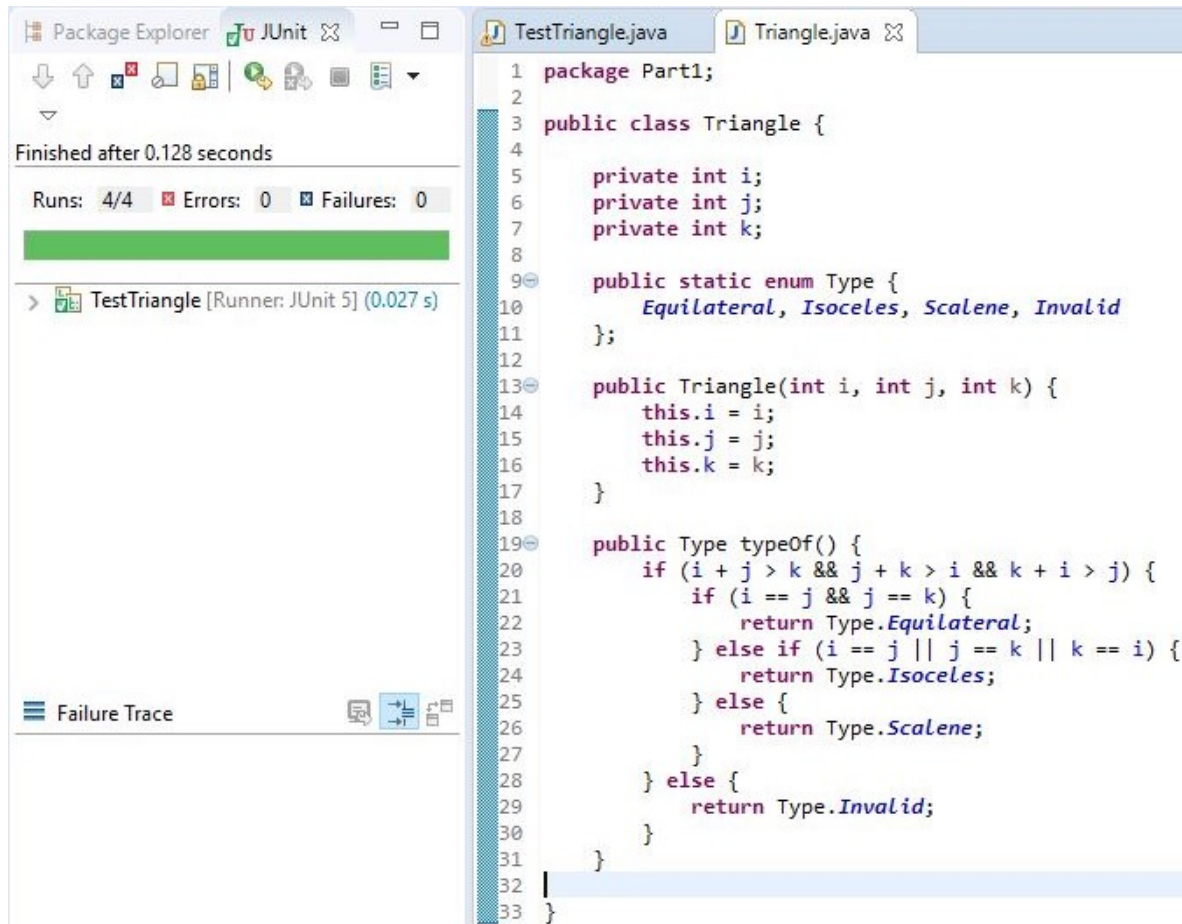 Package Explorer JUnit
Finished after 0.128 seconds
Runs: 4/4 Errors: 0 Failures: 0
TestTriangle [Runner: JUnit 5] (0.027 s)
Failure Trace
TestTriangle.java Triangle.java
1 package Part1;
2
3 public class Triangle {
4
5     private int i;
6     private int j;
7     private int k;
8
9     public static enum Type {
10         Equilateral, Isoceles, Scalene, Invalid
11     };
12
13     public Triangle(int i, int j, int k) {
14         this.i = i;
15         this.j = j;
16         this.k = k;
17     }
18
19     public Type typeOf() {
20         if (i + j > k && j + k > i && k + i > j) {
21             if (i == j && j == k) {
22                 return Type.Equilateral;
23             } else if (i == j || j == k || k == i) {
24                 return Type.Isoceles;
25             } else {
26                 return Type.Scalene;
27             }
28         } else {
29             return Type.Invalid;
30         }
31     }
32
33 }